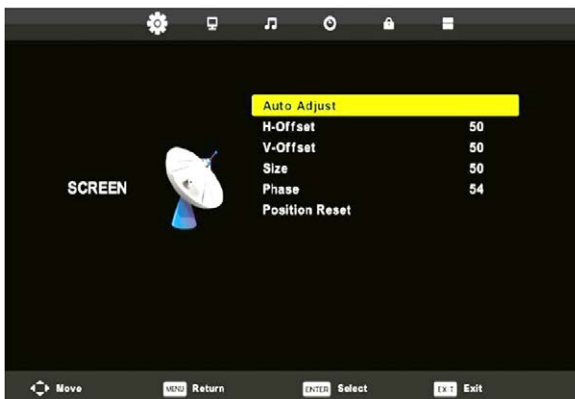 Auto Adjust
H-Offset 50
V-Offset 50
Size 50
SCREEN
Phase 54
Position Reset
Move MENU Return ENTER Select EXIT Exit